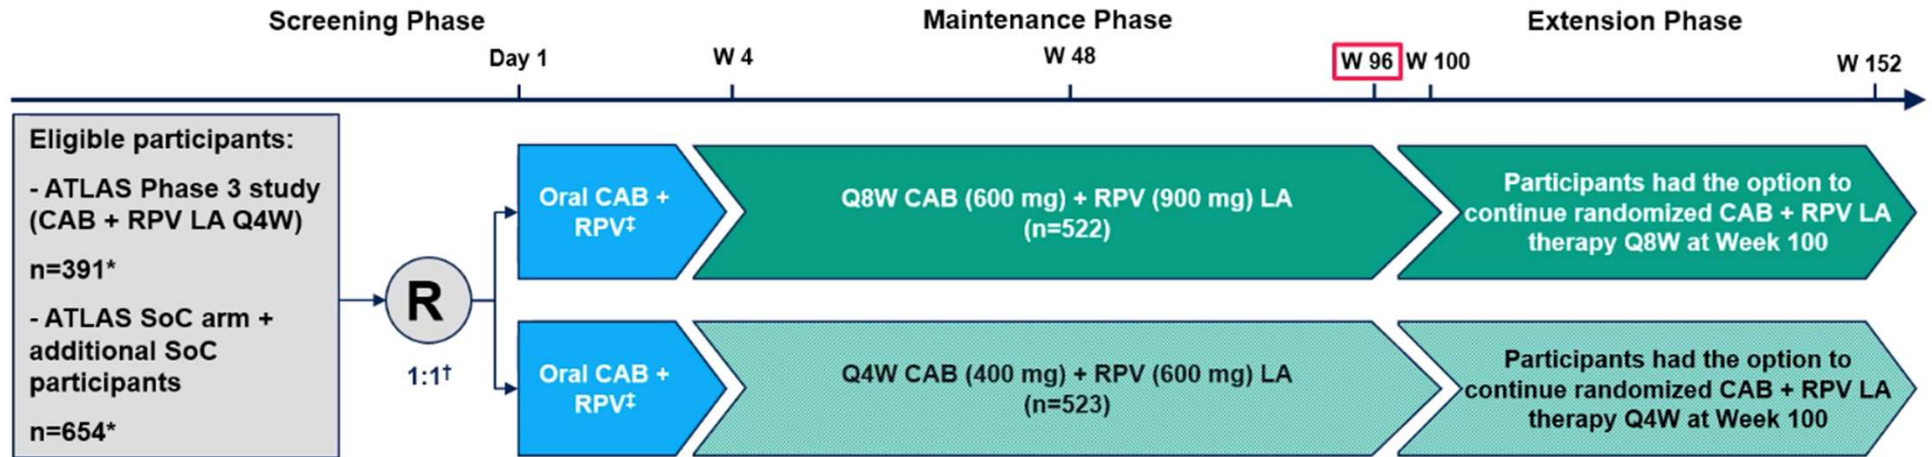 Screening Phase
Maintenance Phase
Extension Phase
Day 1
W 4
W 48
W 96
W 100
W 152
Eligible participants:
- ATLAS Phase 3 study
(CAB + RPV LA Q4W)
n=391*
- ATLAS SoC arm +
additional SoC
participants
n=654*
R
1:1†
Oral CAB +
RPV‡
Q8W CAB (600 mg) + RPV (900 mg) LA
(n=522)
Participants had the option to
continue randomized CAB + RPV LA
therapy Q8W at Week 100
Oral CAB +
RPV‡
Q4W CAB (400 mg) + RPV (600 mg) LA
(n=523)
Participants had the option to
continue randomized CAB + RPV LA
therapy Q4W at Week 100